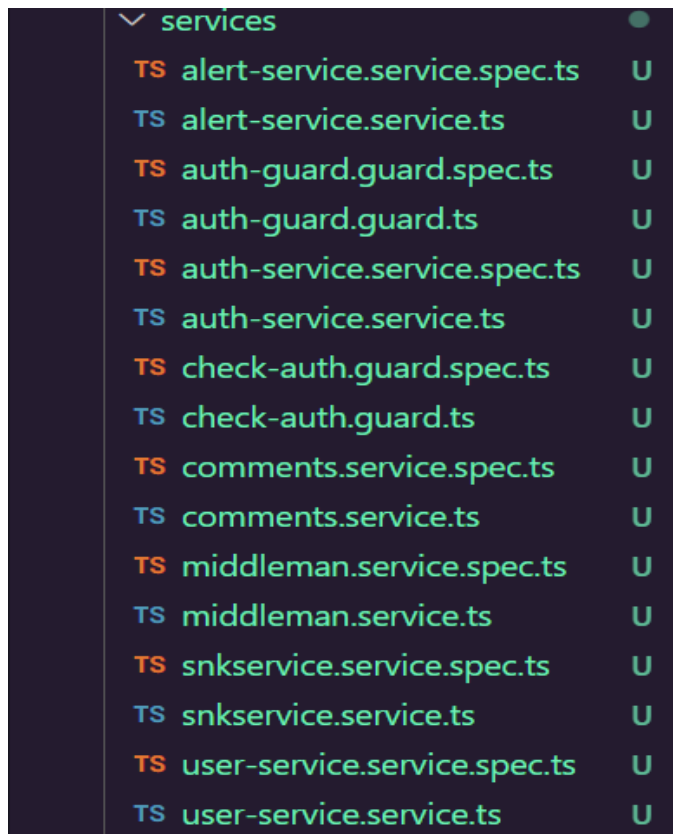 services
TS alert-service.service.spec.ts U
TS alert-service.service.ts U
TS auth-guard.guard.spec.ts U
TS auth-guard.guard.ts U
TS auth-service.service.spec.ts U
TS auth-service.service.ts U
TS check-auth.guard.spec.ts U
TS check-auth.guard.ts U
TS comments.service.spec.ts U
TS comments.service.ts U
TS middleman.service.spec.ts U
TS middleman.service.ts U
TS snkservice.service.spec.ts U
TS snkservice.service.ts U
TS user-service.service.spec.ts U
TS user-service.service.ts U